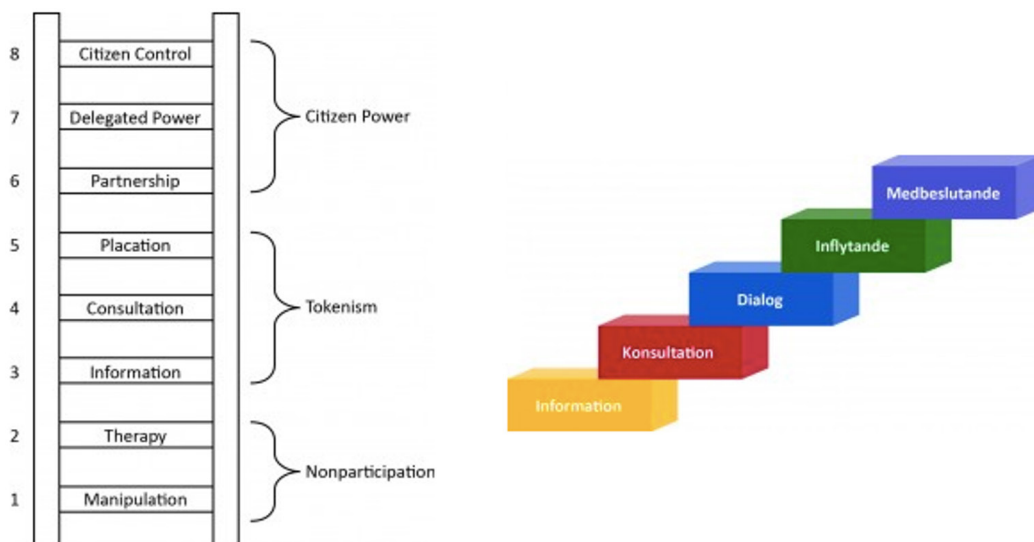 8 Citizen Control
7 Delegated Power
Citizen Power
6 Partnership
5 Placation
4 Consultation
Tokenism
3 Information
2 Therapy
Nonparticipation
1 Manipulation
Medbeslutande
Inflytande
Dialog
Konsultation
Information